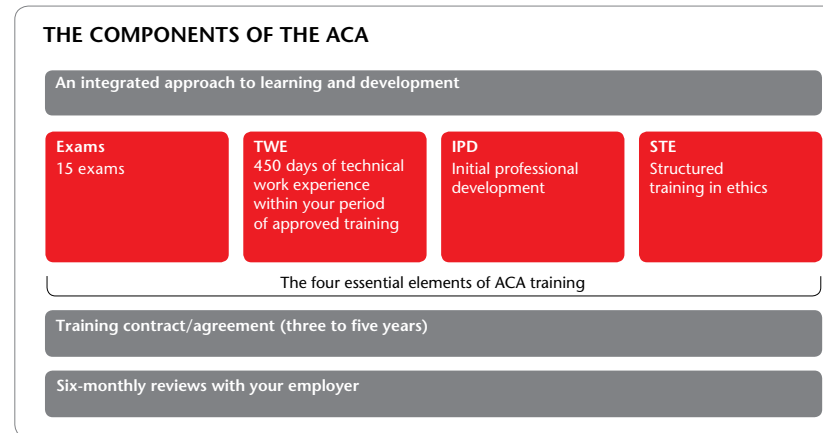 THE COMPONENTS OF THE ACA
An integrated approach to learning and development
Exams
15 exams
TWE
450 days of technical
work experience
within your period
of approved training
IPD
Initial professional
development
STE
Structured
training in ethics
The four essential elements of ACA training
Training contract/agreement (three to five years)
Six-monthly reviews with your employer